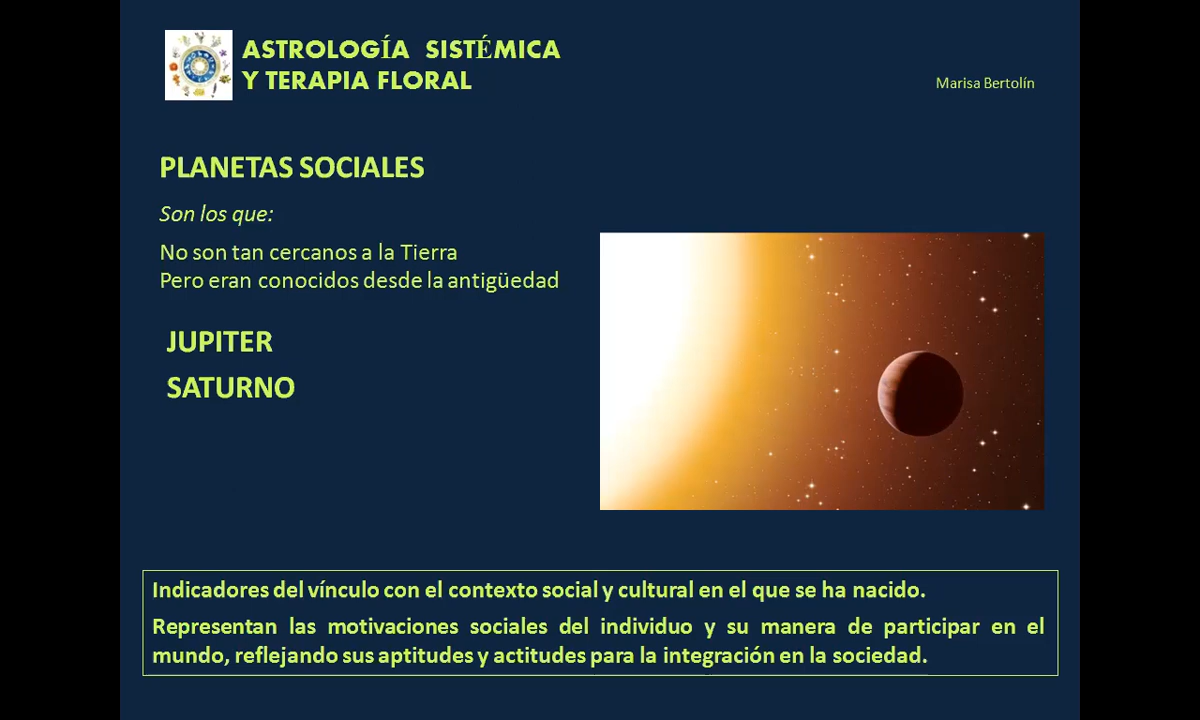 ASTROLOGÍA SISTÉMICA
Y TERAPIA FLORAL
Marisa Bertolín
PLANETAS SOCIALES
Son los que:
No son tan cercanos a la Tierra
Pero eran conocidos desde la antigüedad
JUPITER
SATURNO
Indicadores del vínculo con el contexto social y cultural en el que se ha nacido.
Representan las motivaciones sociales del individuo y su manera de participar en el
mundo, reflejando sus aptitudes y actitudes para la integración en la sociedad.